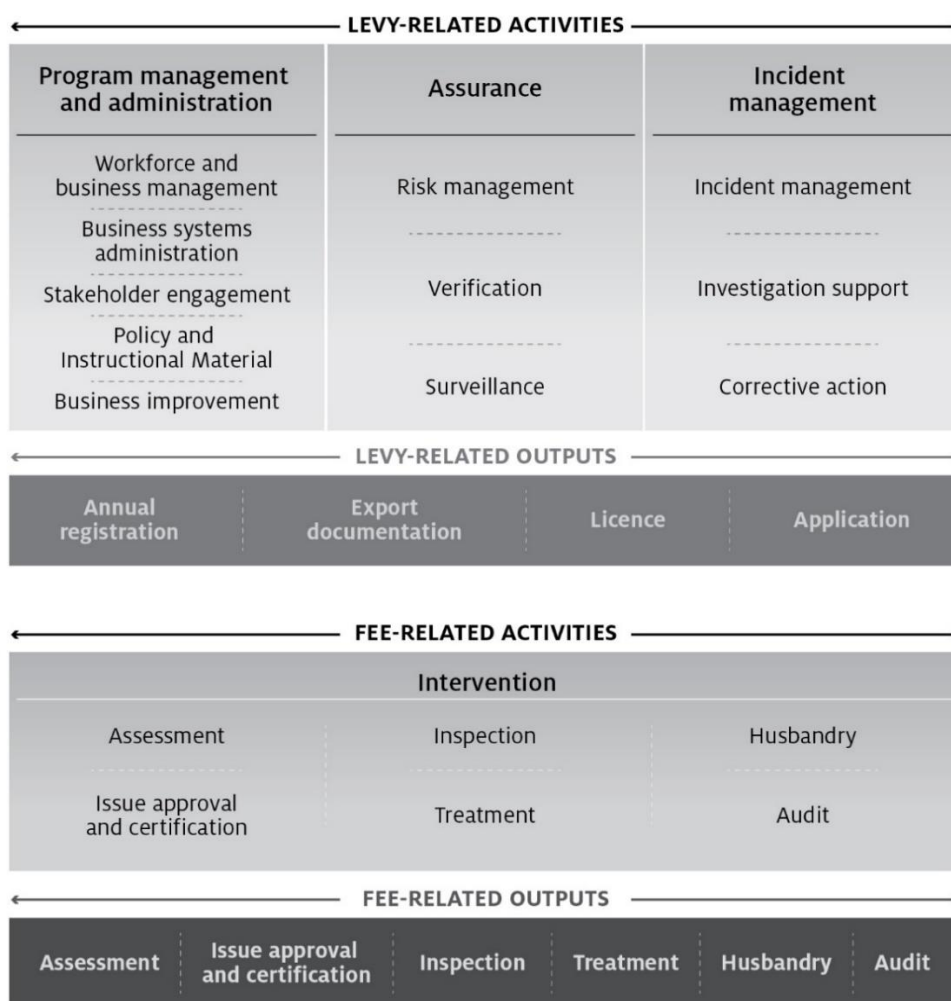 LEVY-RELATED ACTIVITIES
Program management
and administration
Workforce and
business management
Business systems
administration
Stakeholder engagement
Policy and
Instructional Material
Business improvement
Assurance
Risk management
Verification
Surveillance
Incident
management
Incident management
Investigation support
Corrective action
LEVY-RELATED OUTPUTS
Annual
registration
Export
documentation
Licence
Application
FEE-RELATED ACTIVITIES
Intervention
Assessment
Issue approval
and certification
Inspection
Treatment
Husbandry
Audit
FEE-RELATED OUTPUTS
Assessment
Issue approval
and certification
Inspection
Treatment
Husbandry
Audit